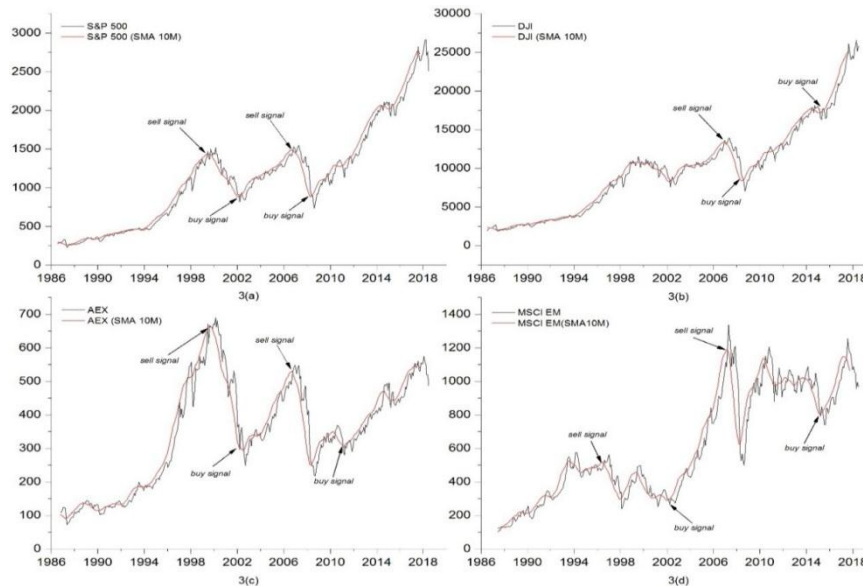 S&P 500
S&P 500 (SMA 10M)
3000
2500
2000
1500
1000
500
0
sell signal
sell signal
buy signal
buy signal
1986 1990 1994 1998 2002 2006 2010 2014 2018
3(a)
DJI
DJI (SMA 10M)
30000
25000
20000
15000
10000
5000
0
buy signal
sell signal
buy signal
1986 1990 1994 1998 2002 2006 2010 2014 2018
3(b)
AEX
AEX (SMA 10M)
700
600
500
400
300
200
100
0
sell signal
sell signal
buy signal
buy signal
1986 1990 1994 1998 2002 2006 2010 2014 2018
3(c)
MSCI EM
MSCI EM(SMA10M)
1400
1200
1000
800
600
400
200
0
sell signal
sell signal
buy signal
buy signal
1986 1990 1994 1998 2002 2006 2010 2014 2018
3(d)